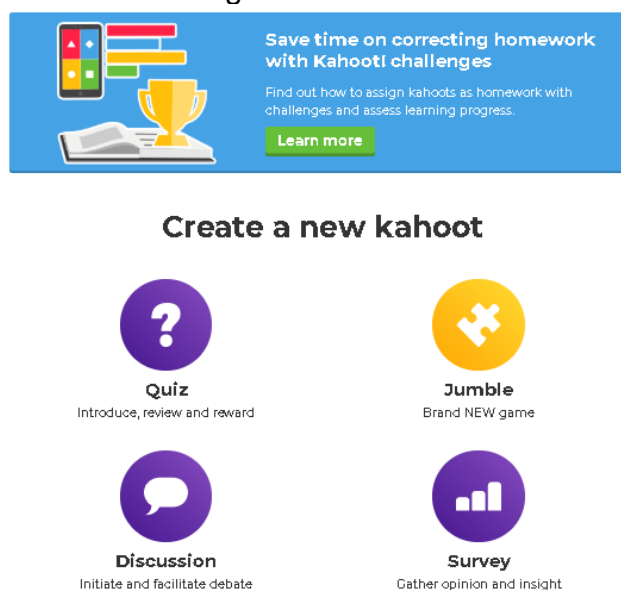 Save time on correcting homework
with Kahoot! challenges
Find out how to assign kahoots as homework with
challenges and assess learning progress.
Learn more
Create a new kahoot
Quiz
Introduce, review and reward
Jumble
Brand NEW game
Discussion
Initiate and facilitate debate
Survey
Gather opinion and insight